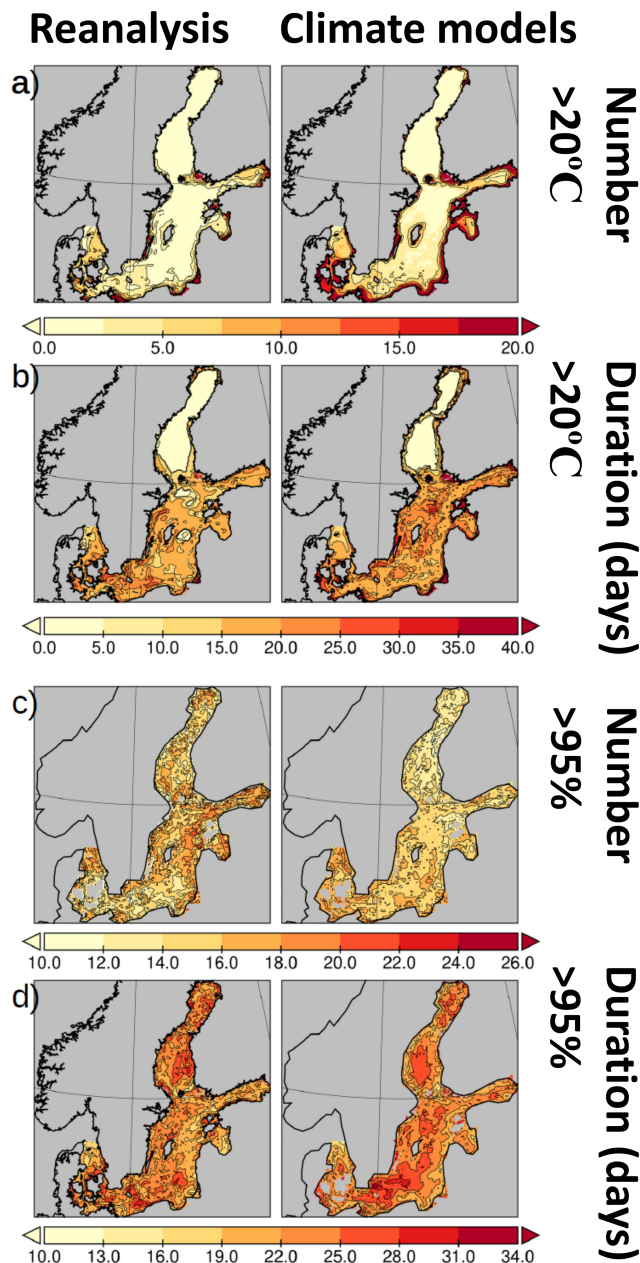 Reanalysis Climate models
a)
Number
>20°C
0.0 5.0 10.0 15.0 20.0
b)
Duration (days)
>20°C
0.0 5.0 10.0 15.0 20.0 25.0 30.0 35.0 40.0
c)
Number
>95%
10.0 12.0 14.0 16.0 18.0 20.0 22.0 24.0 26.0
d)
Duration (days)
>95%
10.0 13.0 16.0 19.0 22.0 25.0 28.0 31.0 34.0